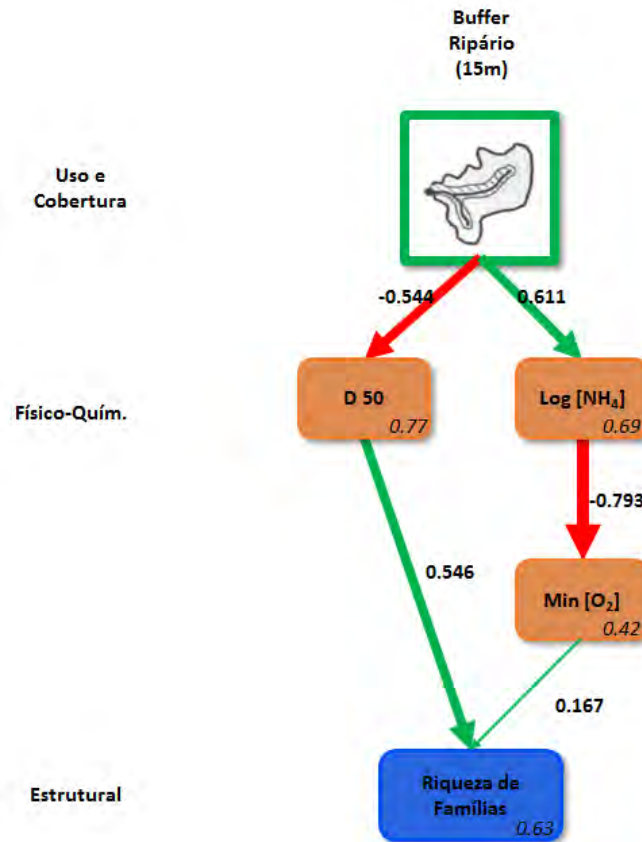 Buffer
Ripário
(15m)
Uso e
Cobertura
-0.544
0.611
Físico-Quím.
D 50
0.77
Log [NH₄]
0.69
-0.793
0.546
Min [O₂]
0.42
0.167
Estrutural
Riqueza de
Famílias
0.63